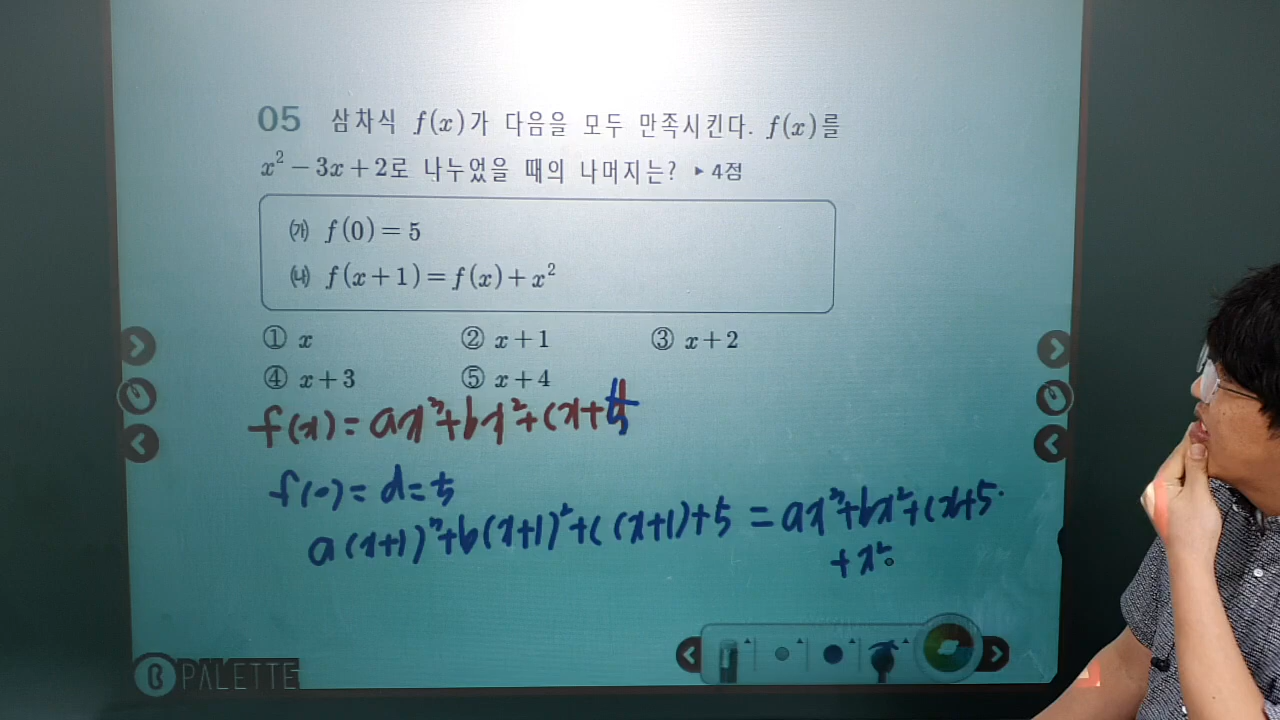 05 삼차식 f(x)가 다음을 모두 만족시킨다. f(x)를
x² − 3x + 2로 나누었을 때의 나머지는? ▶ 4점
㈎ f(0) = 5
㈏ f(x+1) = f(x) + x²
① x ② x+1 ③ x+2
④ x+3 ⑤ x+4
f(x) = ax³+bx²+cx+5
f(0) = d = 5
a(x+1)³+b(x+1)²+c(x+1)+5 = ax³+bx²+cx+5
+x²
PALETTE